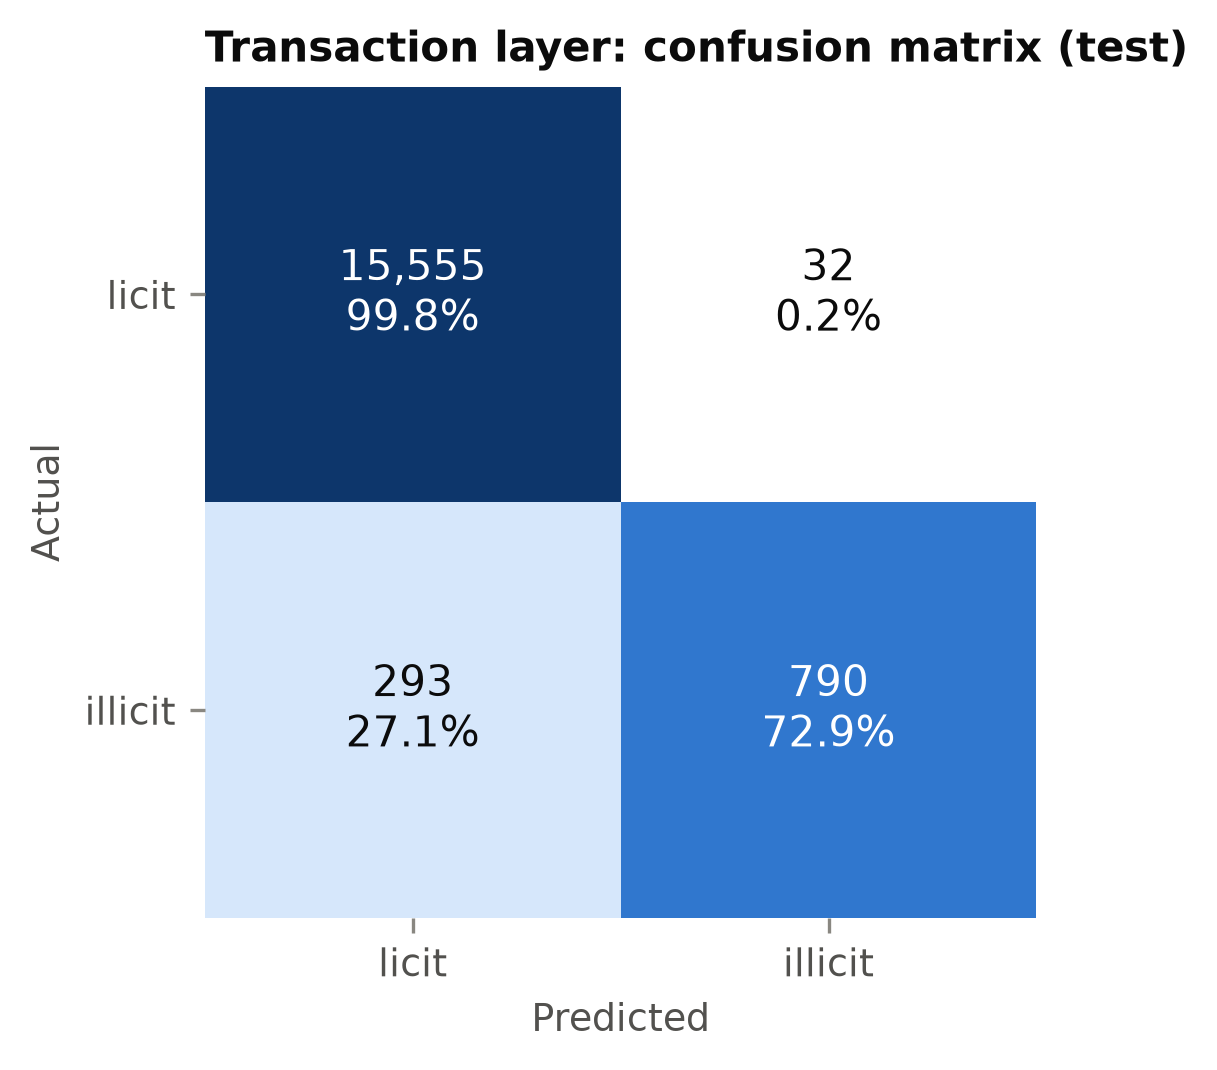 Transaction layer: confusion matrix (test)
licit
15,555
99.8%
32
0.2%
Actual
illicit
293
27.1%
790
72.9%
licit
illicit
Predicted